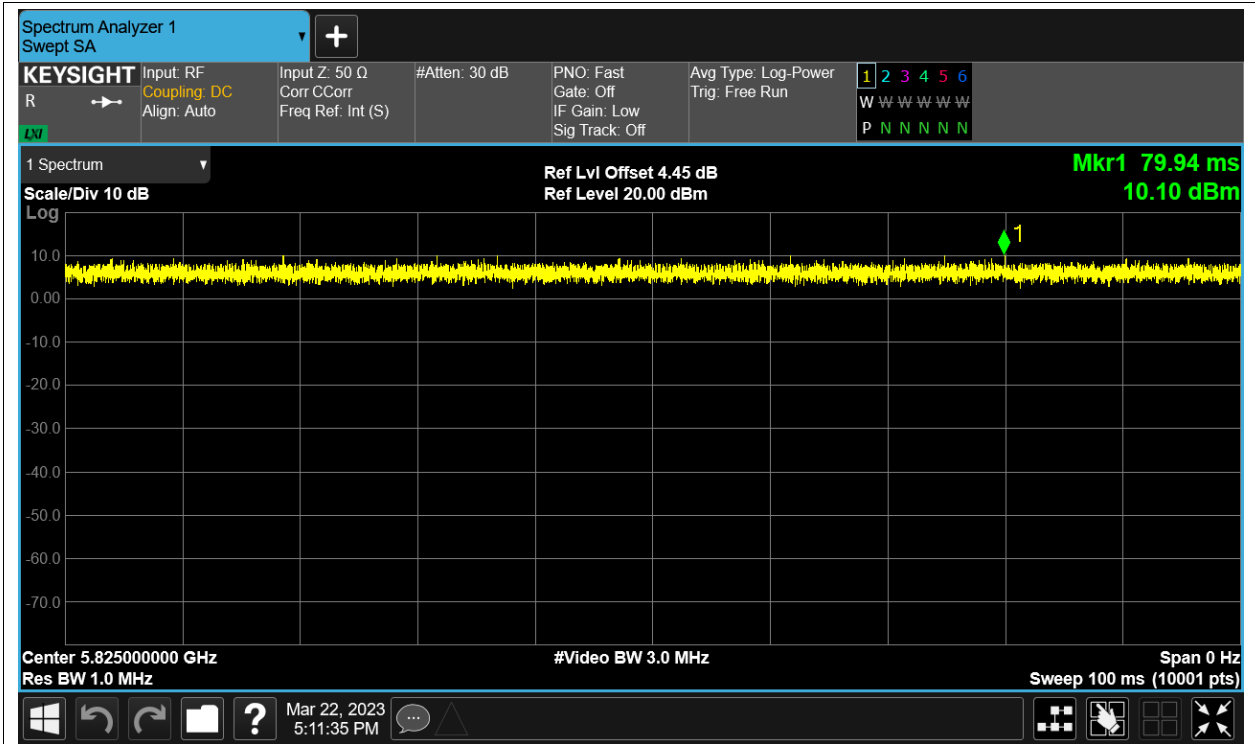 Spectrum Analyzer 1
Swept SA
+
KEYSIGHT
R
LXI
Input: RF
Coupling: DC
Align: Auto
Input Z: 50 Ω
Corr CCorr
Freq Ref: Int (S)
#Atten: 30 dB
PNO: Fast
Gate: Off
IF Gain: Low
Sig Track: Off
Avg Type: Log-Power
Trig: Free Run
1 2 3 4 5 6
W W W W W W
P N N N N N
1 Spectrum
Scale/Div 10 dB
Log
Ref Lvl Offset 4.45 dB
Ref Level 20.00 dBm
Mkr1 79.94 ms
10.10 dBm
1
10.0
0.00
-10.0
-20.0
-30.0
-40.0
-50.0
-60.0
-70.0
Center 5.825000000 GHz
Res BW 1.0 MHz
#Video BW 3.0 MHz
Span 0 Hz
Sweep 100 ms (10001 pts)
?
Mar 22, 2023
5:11:35 PM